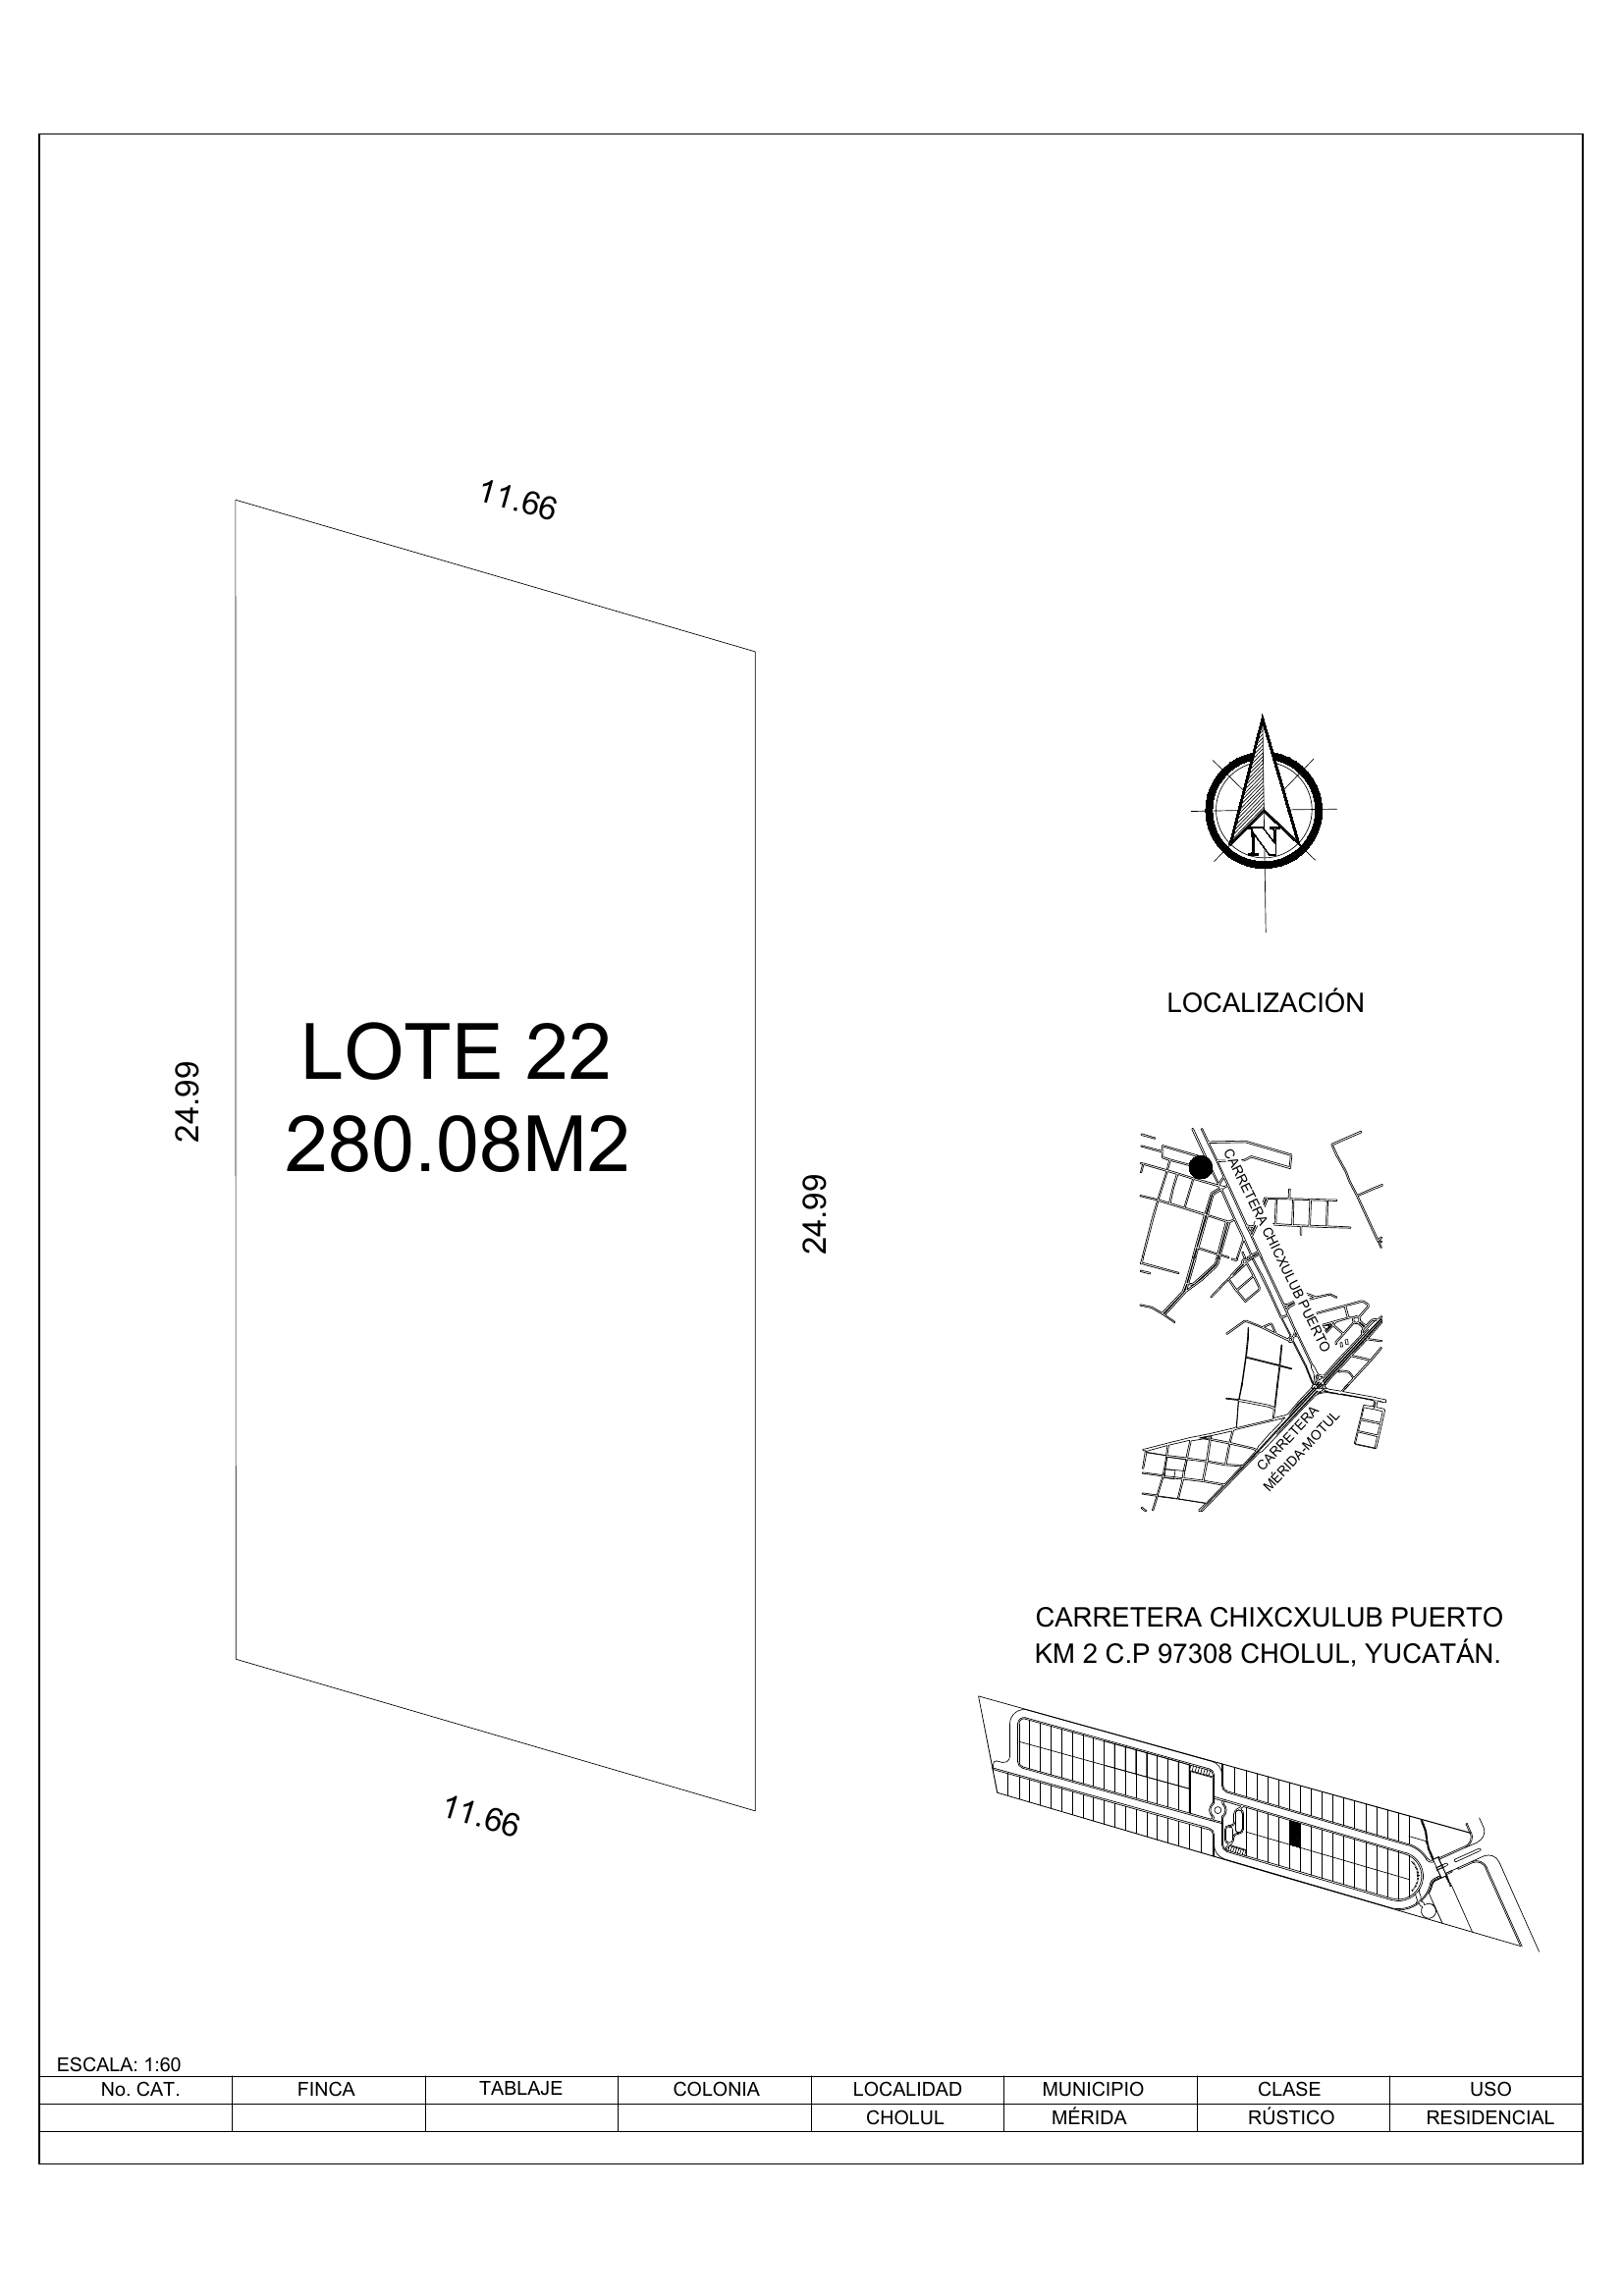 11.66
24.99
LOTE 22
280.08M2
24.99
11.66
N
LOCALIZACIÓN
CARRETERA CHICXULUB PUERTO
CARRETERA
MÉRIDA-MOTUL
CARRETERA CHIXCXULUB PUERTO
KM 2 C.P 97308 CHOLUL, YUCATÁN.
ESCALA: 1:60
No. CAT. FINCA TABLAJE COLONIA LOCALIDAD MUNICIPIO CLASE USO
CHOLUL MÉRIDA RÚSTICO RESIDENCIAL